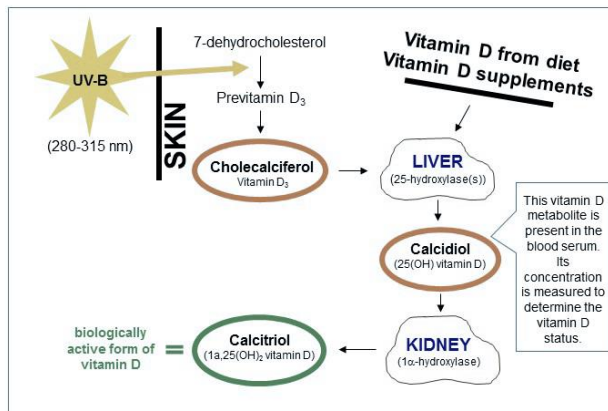 UV-B
(280-315 nm)
SKIN
7-dehydrocholesterol
Previtamin D₃
Cholecalciferol
Vitamin D₃
Vitamin D from diet
Vitamin D supplements
LIVER
(25-hydroxylase(s))
Calcidiol
(25(OH) vitamin D)
This vitamin D
metabolite is
present in the
blood serum.
Its
concentration
is measured to
determine the
vitamin D
status.
KIDNEY
(1α-hydroxylase)
Calcitriol
(1a,25(OH)₂ vitamin D)
=
biologically
active form of
vitamin D